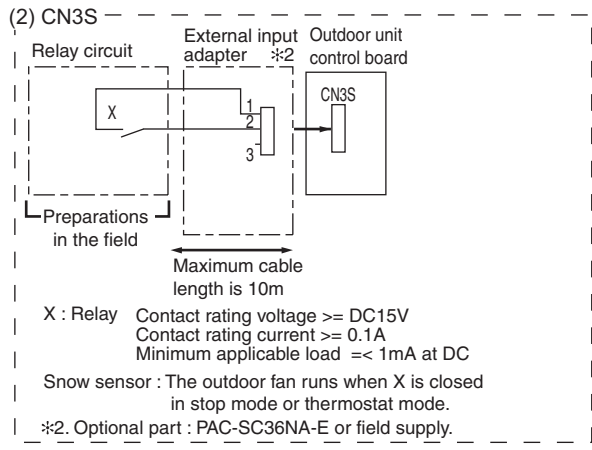 (2) CN3S
External input Outdoor unit
Relay circuit adapter ※2 control board
CN3S
X
1
2
3
Preparations
in the field
Maximum cable
length is 10m
X : Relay Contact rating voltage >= DC15V
Contact rating current >= 0.1A
Minimum applicable load =< 1mA at DC
Snow sensor : The outdoor fan runs when X is closed
in stop mode or thermostat mode.
※2. Optional part : PAC-SC36NA-E or field supply.